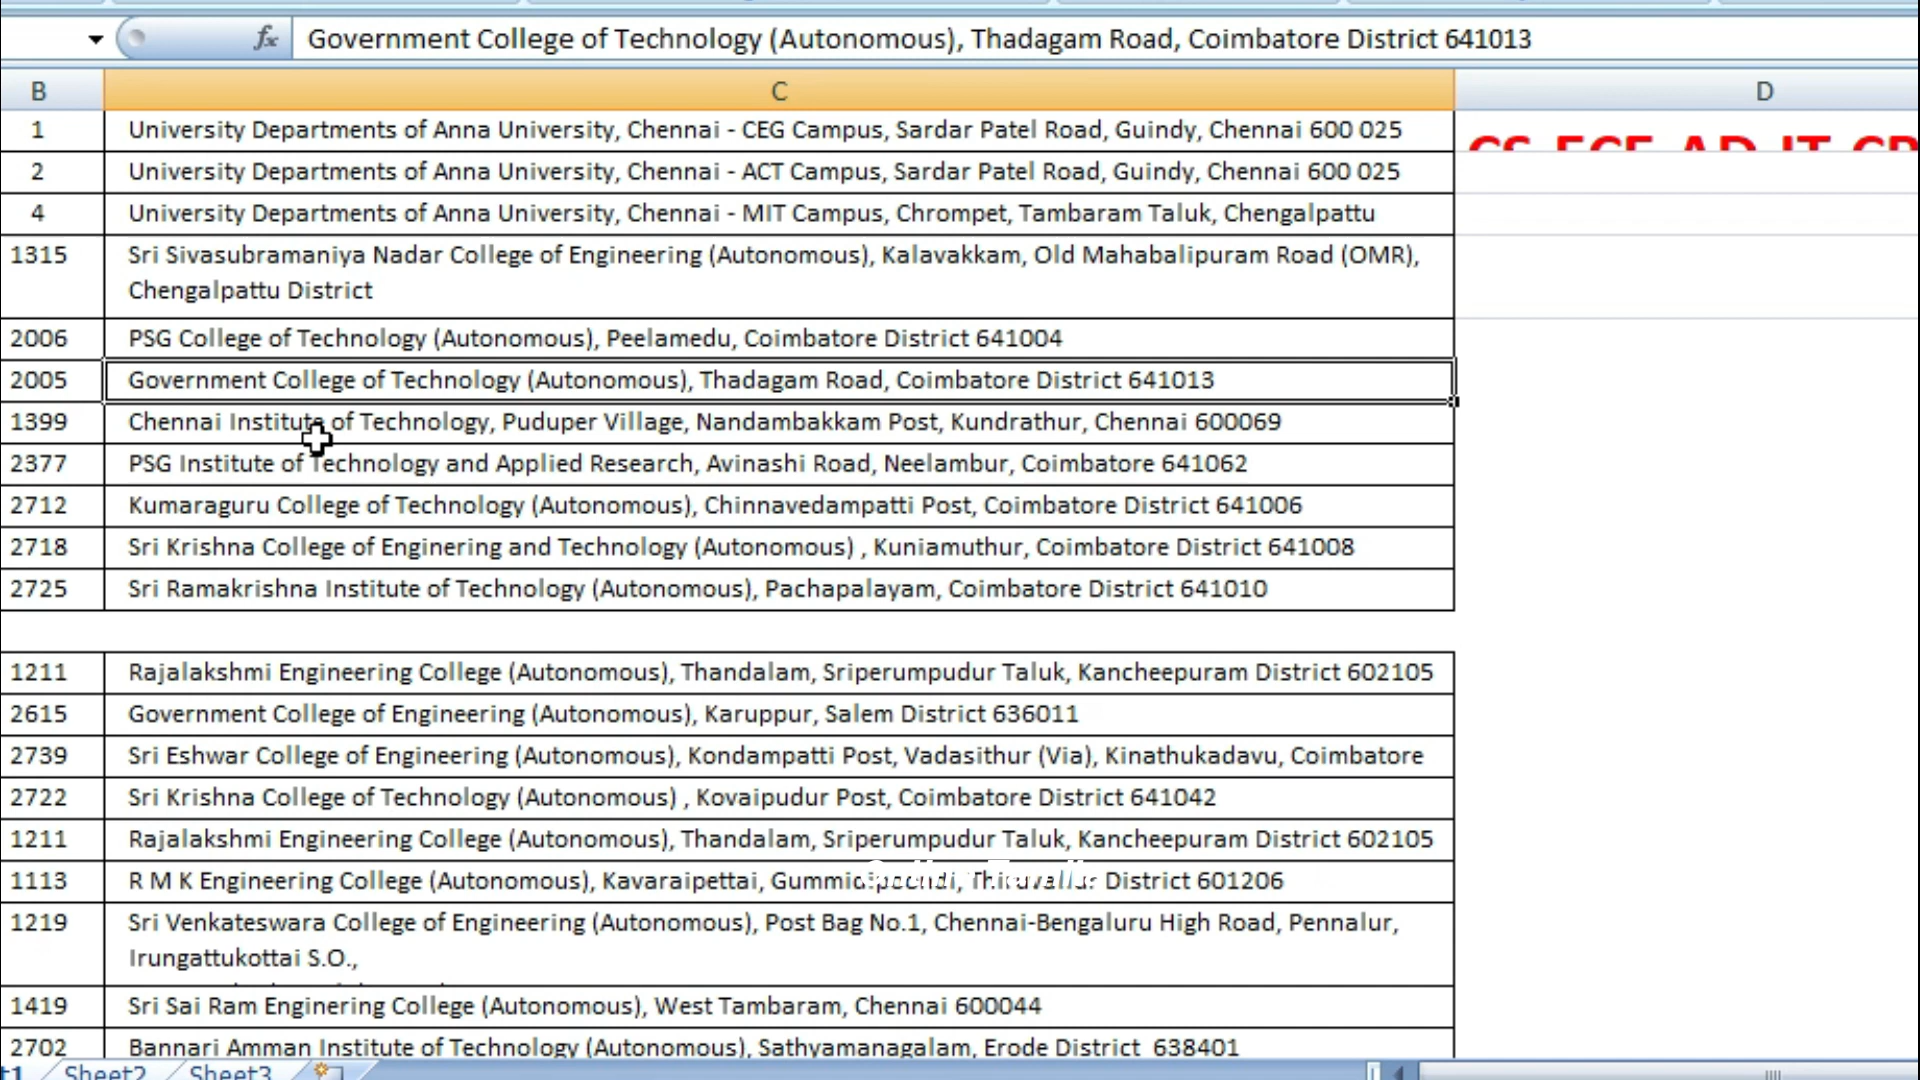 fx Government College of Technology (Autonomous), Thadagam Road, Coimbatore District 641013
B C D
1 University Departments of Anna University, Chennai - CEG Campus, Sardar Patel Road, Guindy, Chennai 600 025
CS ECE AD IT
2 University Departments of Anna University, Chennai - ACT Campus, Sardar Patel Road, Guindy, Chennai 600 025
4 University Departments of Anna University, Chennai - MIT Campus, Chrompet, Tambaram Taluk, Chengalpattu
1315 Sri Sivasubramaniya Nadar College of Engineering (Autonomous), Kalavakkam, Old Mahabalipuram Road (OMR),
Chengalpattu District
2006 PSG College of Technology (Autonomous), Peelamedu, Coimbatore District 641004
2005 Government College of Technology (Autonomous), Thadagam Road, Coimbatore District 641013
1399 Chennai Institute of Technology, Puduper Village, Nandambakkam Post, Kundrathur, Chennai 600069
2377 PSG Institute of Technology and Applied Research, Avinashi Road, Neelambur, Coimbatore 641062
2712 Kumaraguru College of Technology (Autonomous), Chinnavedampatti Post, Coimbatore District 641006
2718 Sri Krishna College of Enginering and Technology (Autonomous) , Kuniamuthur, Coimbatore District 641008
2725 Sri Ramakrishna Institute of Technology (Autonomous), Pachapalayam, Coimbatore District 641010
1211 Rajalakshmi Engineering College (Autonomous), Thandalam, Sriperumpudur Taluk, Kancheepuram District 602105
2615 Government College of Engineering (Autonomous), Karuppur, Salem District 636011
2739 Sri Eshwar College of Engineering (Autonomous), Kondampatti Post, Vadasithur (Via), Kinathukadavu, Coimbatore
2722 Sri Krishna College of Technology (Autonomous) , Kovaipudur Post, Coimbatore District 641042
1211 Rajalakshmi Engineering College (Autonomous), Thandalam, Sriperumpudur Taluk, Kancheepuram District 602105
1113 R M K Engineering College (Autonomous), Kavaraipettai, District 601206
1219 Sri Venkateswara College of Engineering (Autonomous), Post Bag No.1, Chennai-Bengaluru High Road, Pennalur,
Irungattukottai S.O.,
1419 Sri Sai Ram Enginering College (Autonomous), West Tambaram, Chennai 600044
2702 Bannari Amman Institute of Technology (Autonomous), Sathyamanagalam, Erode District 638401
Sheet2 Sheet3